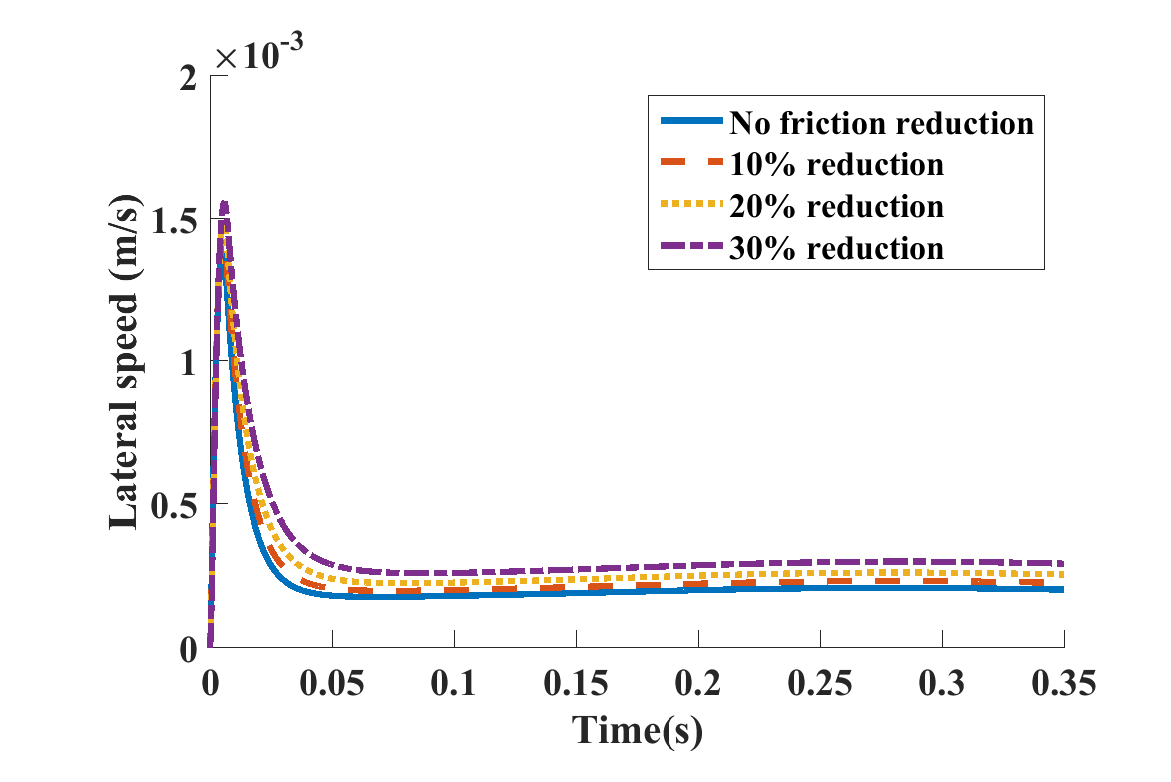 ×10-3
2
1.5
1
0.5
0
Lateral speed (m/s)
No friction reduction
10% reduction
20% reduction
30% reduction
0 0.05 0.1 0.15 0.2 0.25 0.3 0.35
Time(s)